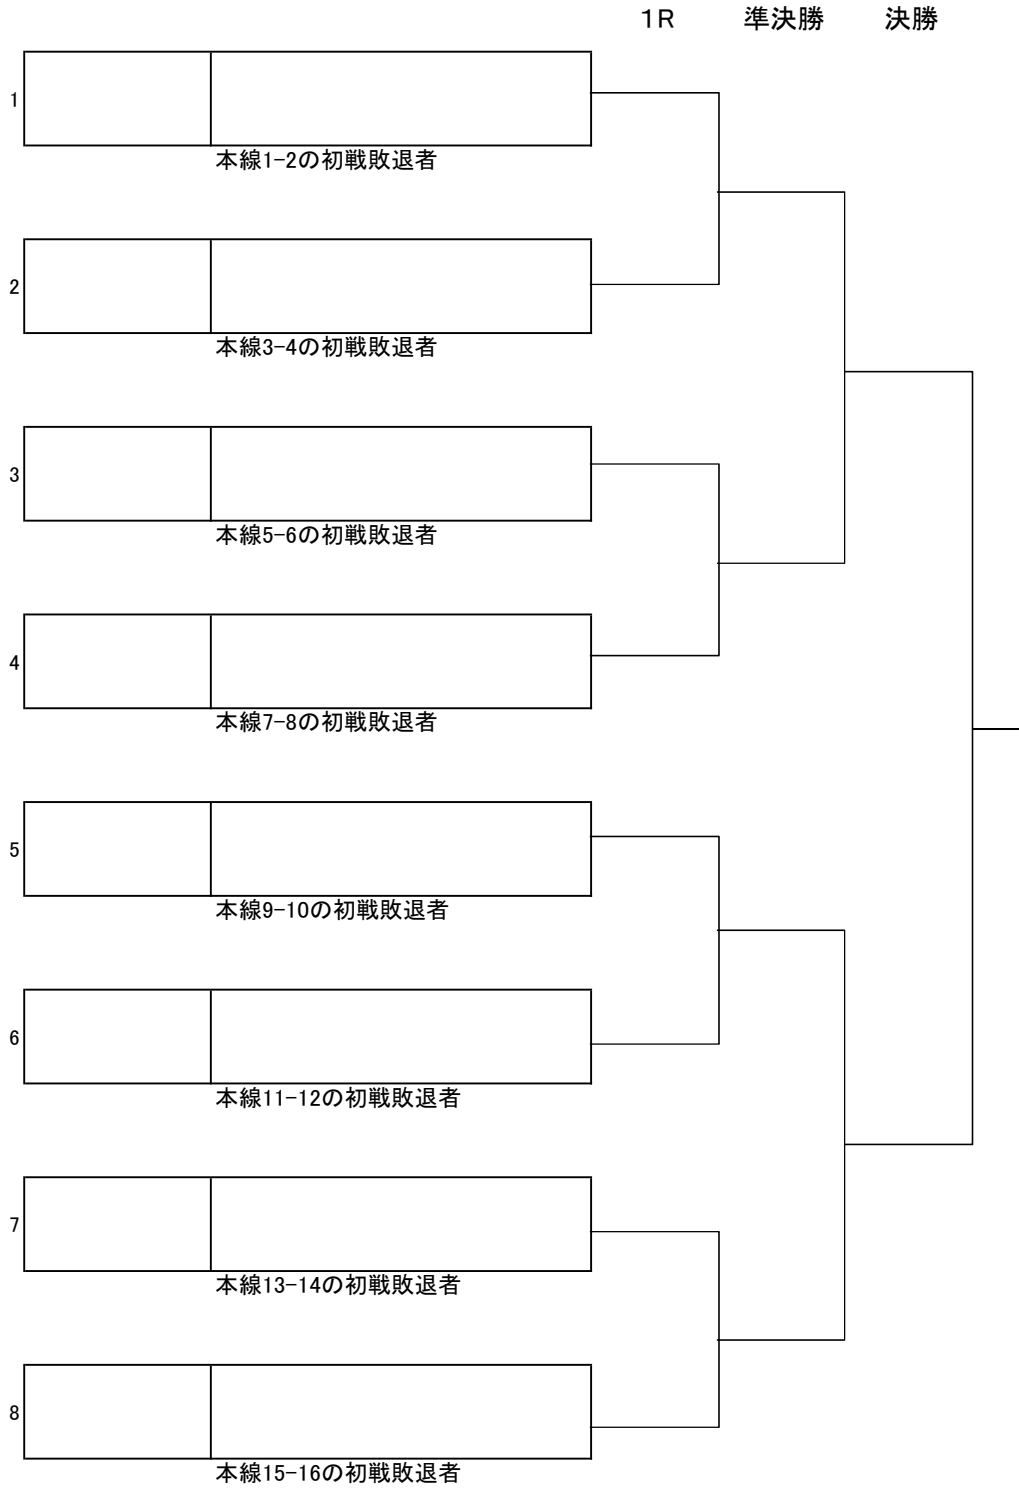 1R 準決勝 決勝
1
本線1-2の初戦敗退者
2
本線3-4の初戦敗退者
3
本線5-6の初戦敗退者
4
本線7-8の初戦敗退者
5
本線9-10の初戦敗退者
6
本線11-12の初戦敗退者
7
本線13-14の初戦敗退者
8
本線15-16の初戦敗退者